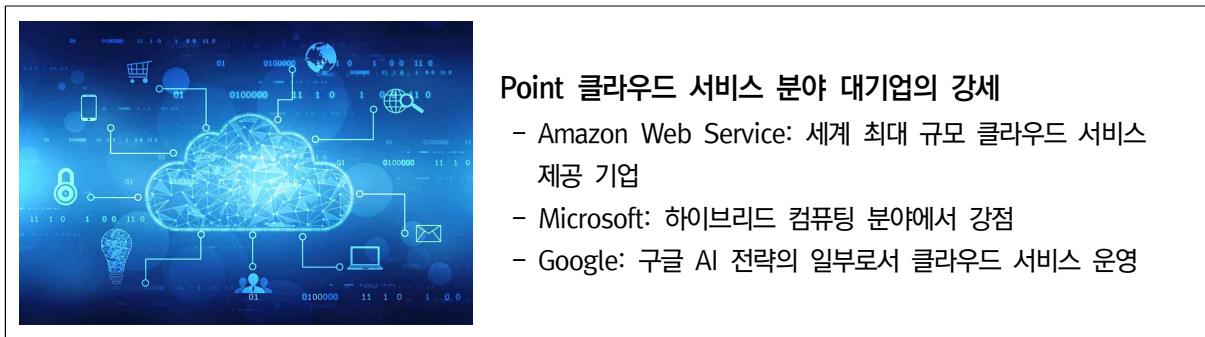 Point 클라우드 서비스 분야 대기업의 강세
- Amazon Web Service: 세계 최대 규모 클라우드 서비스
제공 기업
- Microsoft: 하이브리드 컴퓨팅 분야에서 강점
- Google: 구글 AI 전략의 일부로서 클라우드 서비스 운영